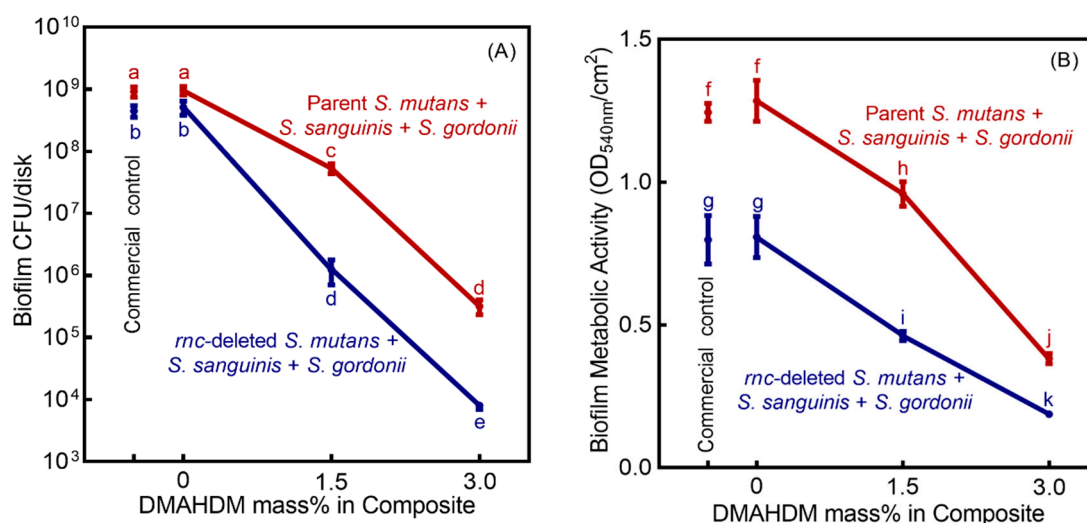 (A)
10^10
10^9
10^8
10^7
10^6
10^5
10^4
10^3
Biofilm CFU/disk
a
a
b
b
c
d
d
e
Parent S. mutans +
S. sanguinis + S. gordonii
rnc-deleted S. mutans +
S. sanguinis + S. gordonii
Commercial control
0
1.5
3.0
DMAHDM mass% in Composite
(B)
1.5
1.0
0.5
0.0
Biofilm Metabolic Activity (OD540nm/cm²)
f
f
g
g
h
i
j
k
Parent S. mutans +
S. sanguinis + S. gordonii
rnc-deleted S. mutans +
S. sanguinis + S. gordonii
Commercial control
0
1.5
3.0
DMAHDM mass% in Composite